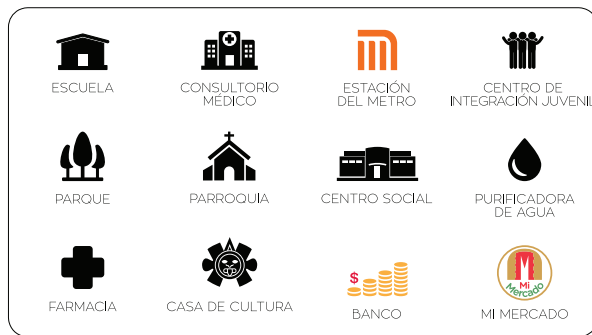 ESCUELA
CONSULTORIO
MÉDICO
ESTACIÓN
DEL METRO
CENTRO DE
INTEGRACIÓN JUVENIL
PARQUE
PARROQUIA
CENTRO SOCIAL
PURIFICADORA
DE AGUA
FARMACIA
CASA DE CULTURA
$
BANCO
Mi
Mercado
MI MERCADO